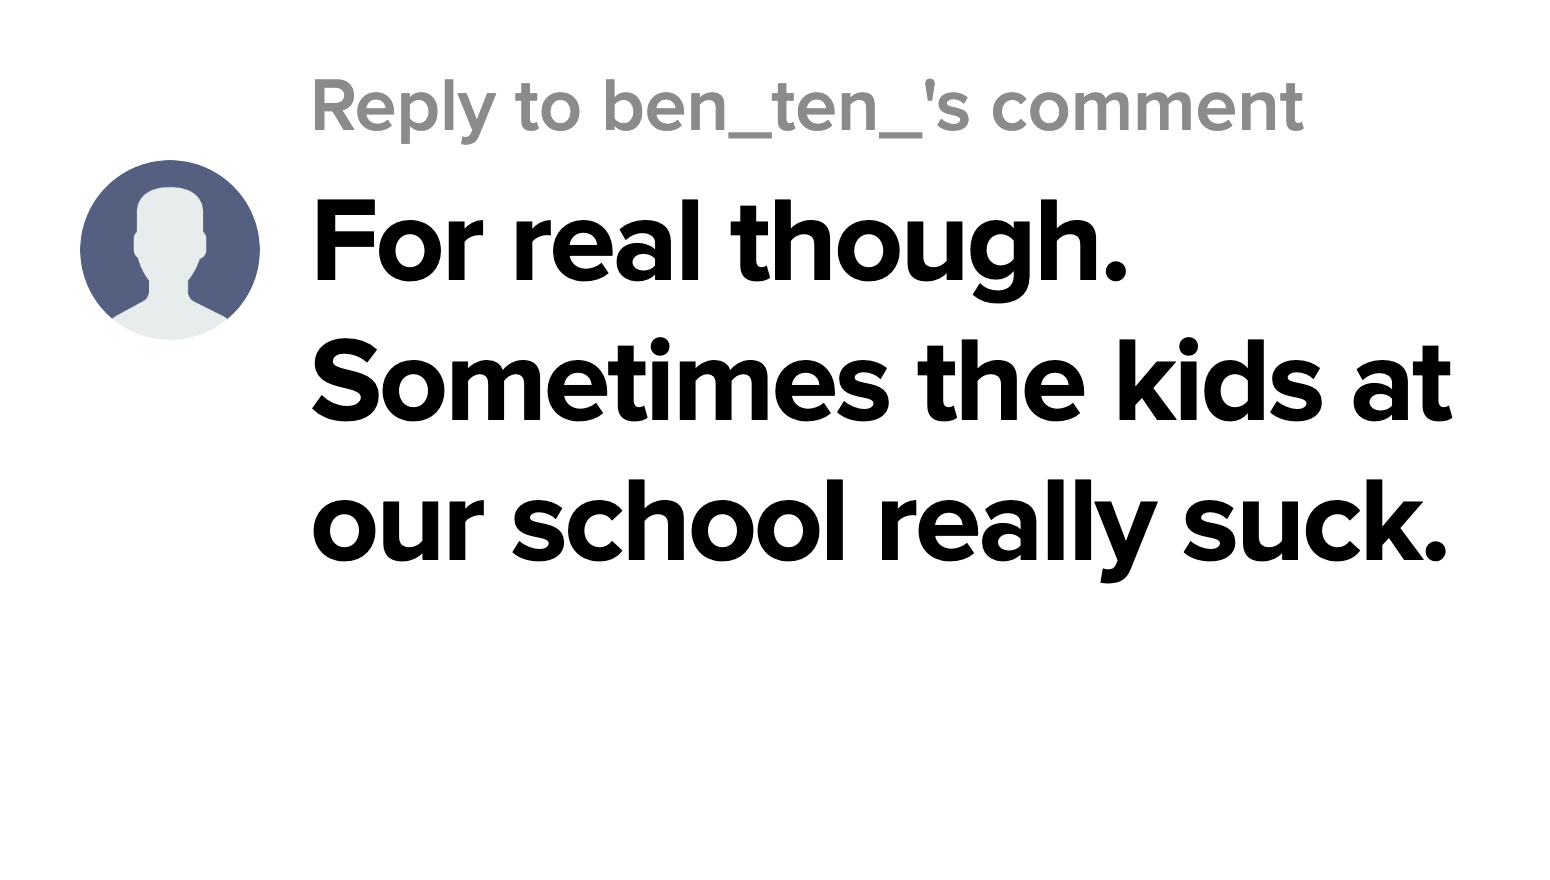 Reply to ben_ten_'s comment
For real though.
Sometimes the kids at
our school really suck.